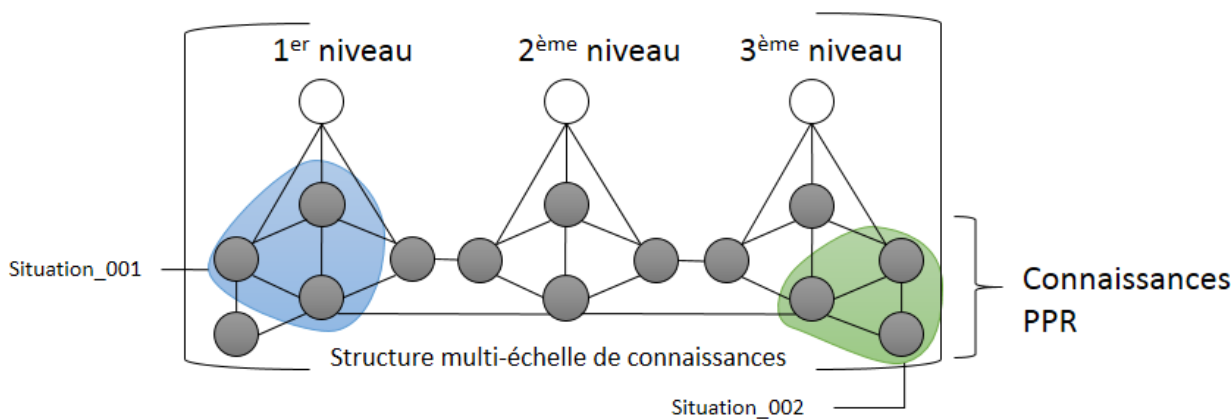 1er niveau
2ème niveau
3ème niveau
Situation_001
Connaissances
PPR
Structure multi-échelle de connaissances
Situation_002